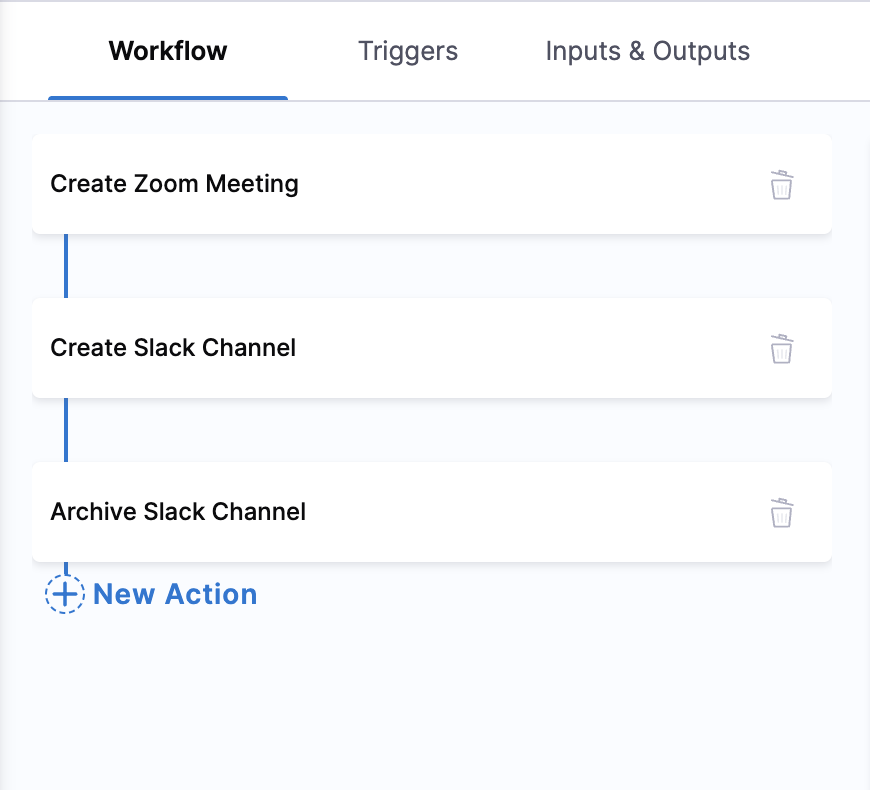 Workflow Triggers Inputs & Outputs
Create Zoom Meeting
Create Slack Channel
Archive Slack Channel
New Action